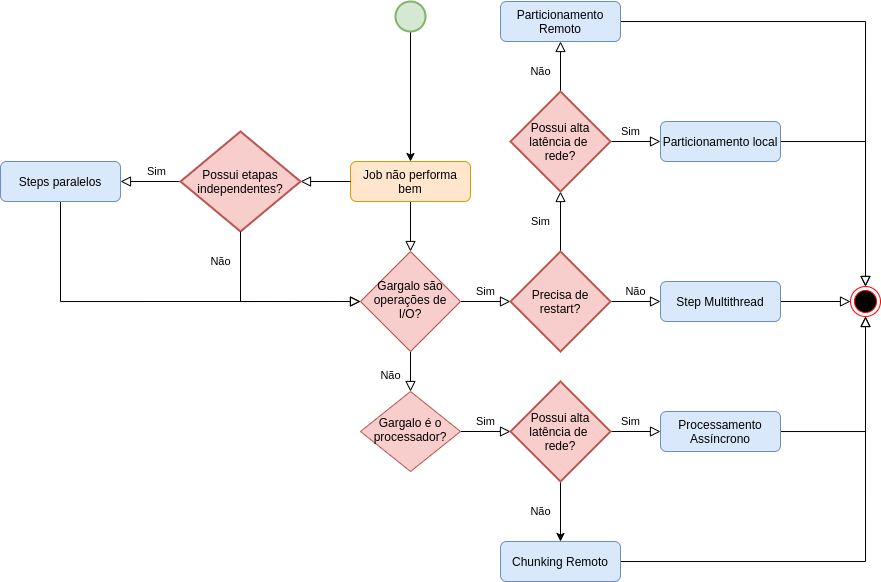 Particionamento
Remoto
Não
Possui alta
latência de
rede?
Sim
Particionamento local
Possui etapas
independentes?
Sim
Steps paralelos
Job não performa
bem
Não
Sim
Gargalo são
operações de
I/O?
Sim
Precisa de
restart?
Não
Step Multithread
Não
Gargalo é o
processador?
Sim
Possui alta
latência de
rede?
Sim
Processamento
Assíncrono
Não
Chunking Remoto